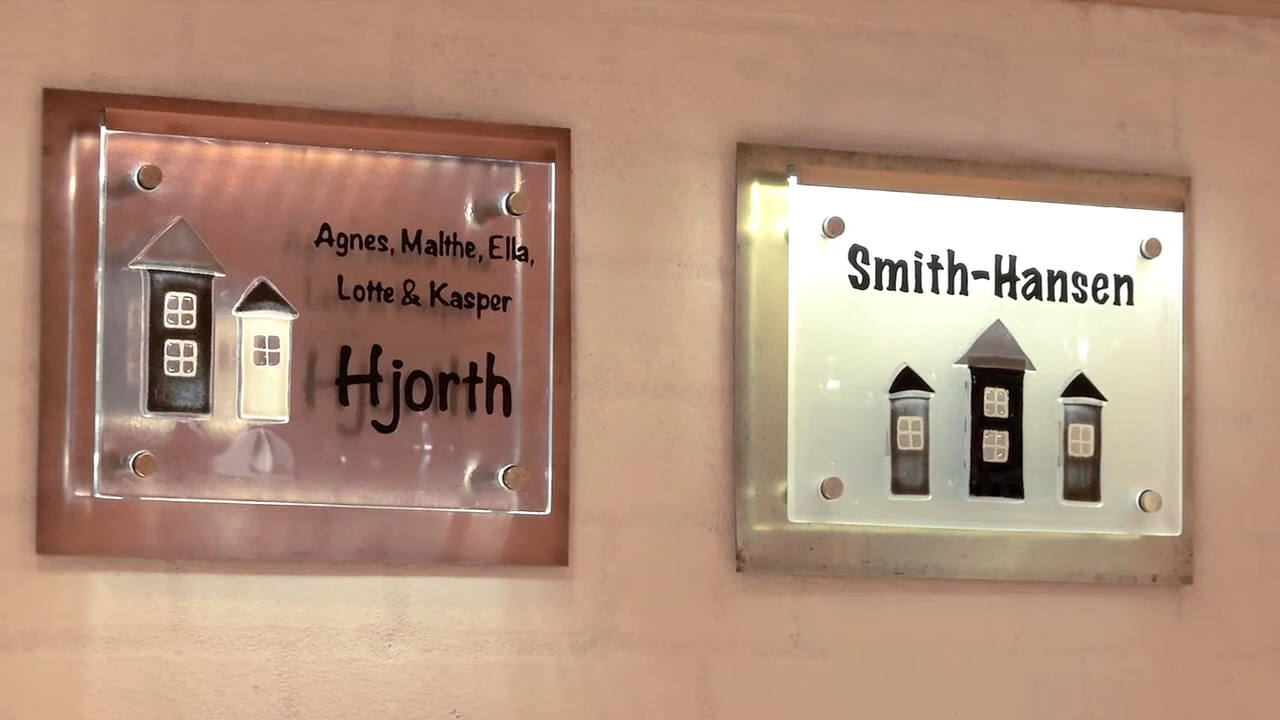 Agnes, Malthe, Ella,
Lotte & Kasper
Hjorth
Smith-Hansen